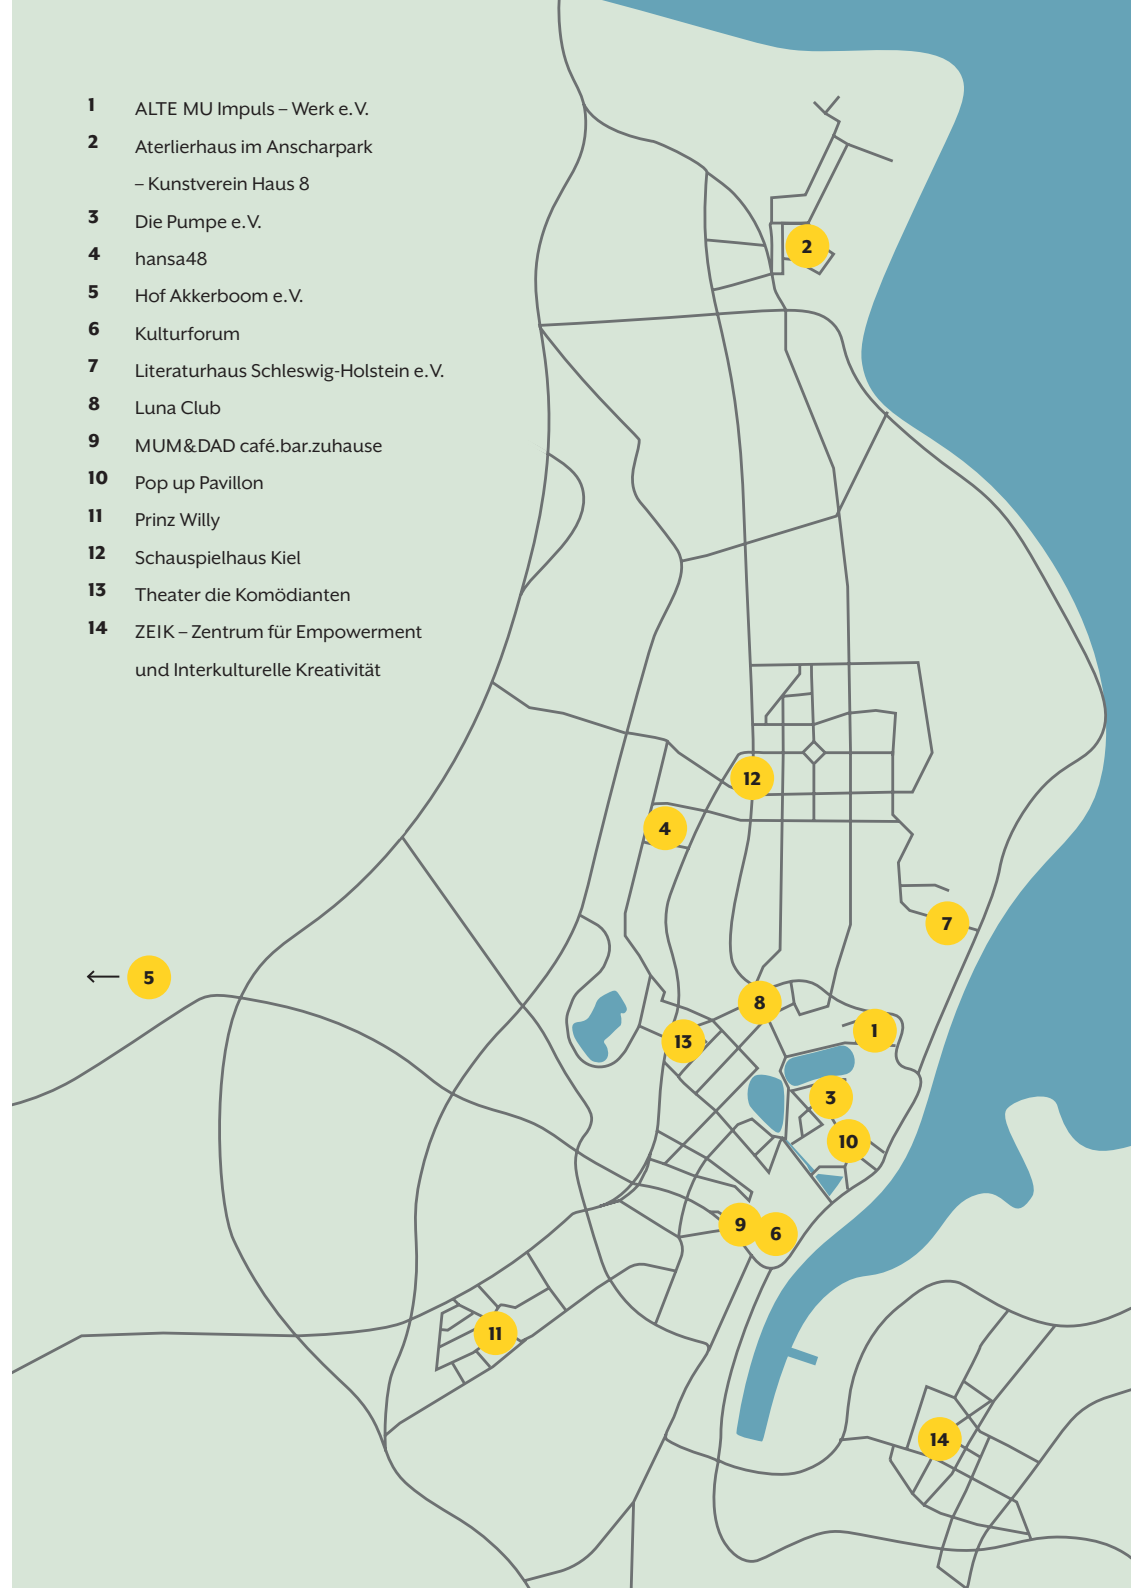 1 ALTE MU Impuls – Werk e.V.
2 Aterlierhaus im Anscharpark
– Kunstverein Haus 8
3 Die Pumpe e.V.
4 hansa48
5 Hof Akkerboom e.V.
6 Kulturforum
7 Literaturhaus Schleswig-Holstein e.V.
8 Luna Club
9 MUM&DAD café.bar.zuhause
10 Pop up Pavillon
11 Prinz Willy
12 Schauspielhaus Kiel
13 Theater die Komödianten
14 ZEIK – Zentrum für Empowerment
und Interkulturelle Kreativität
2
12
4
7
5
8
1
13
3
10
9
6
11
14